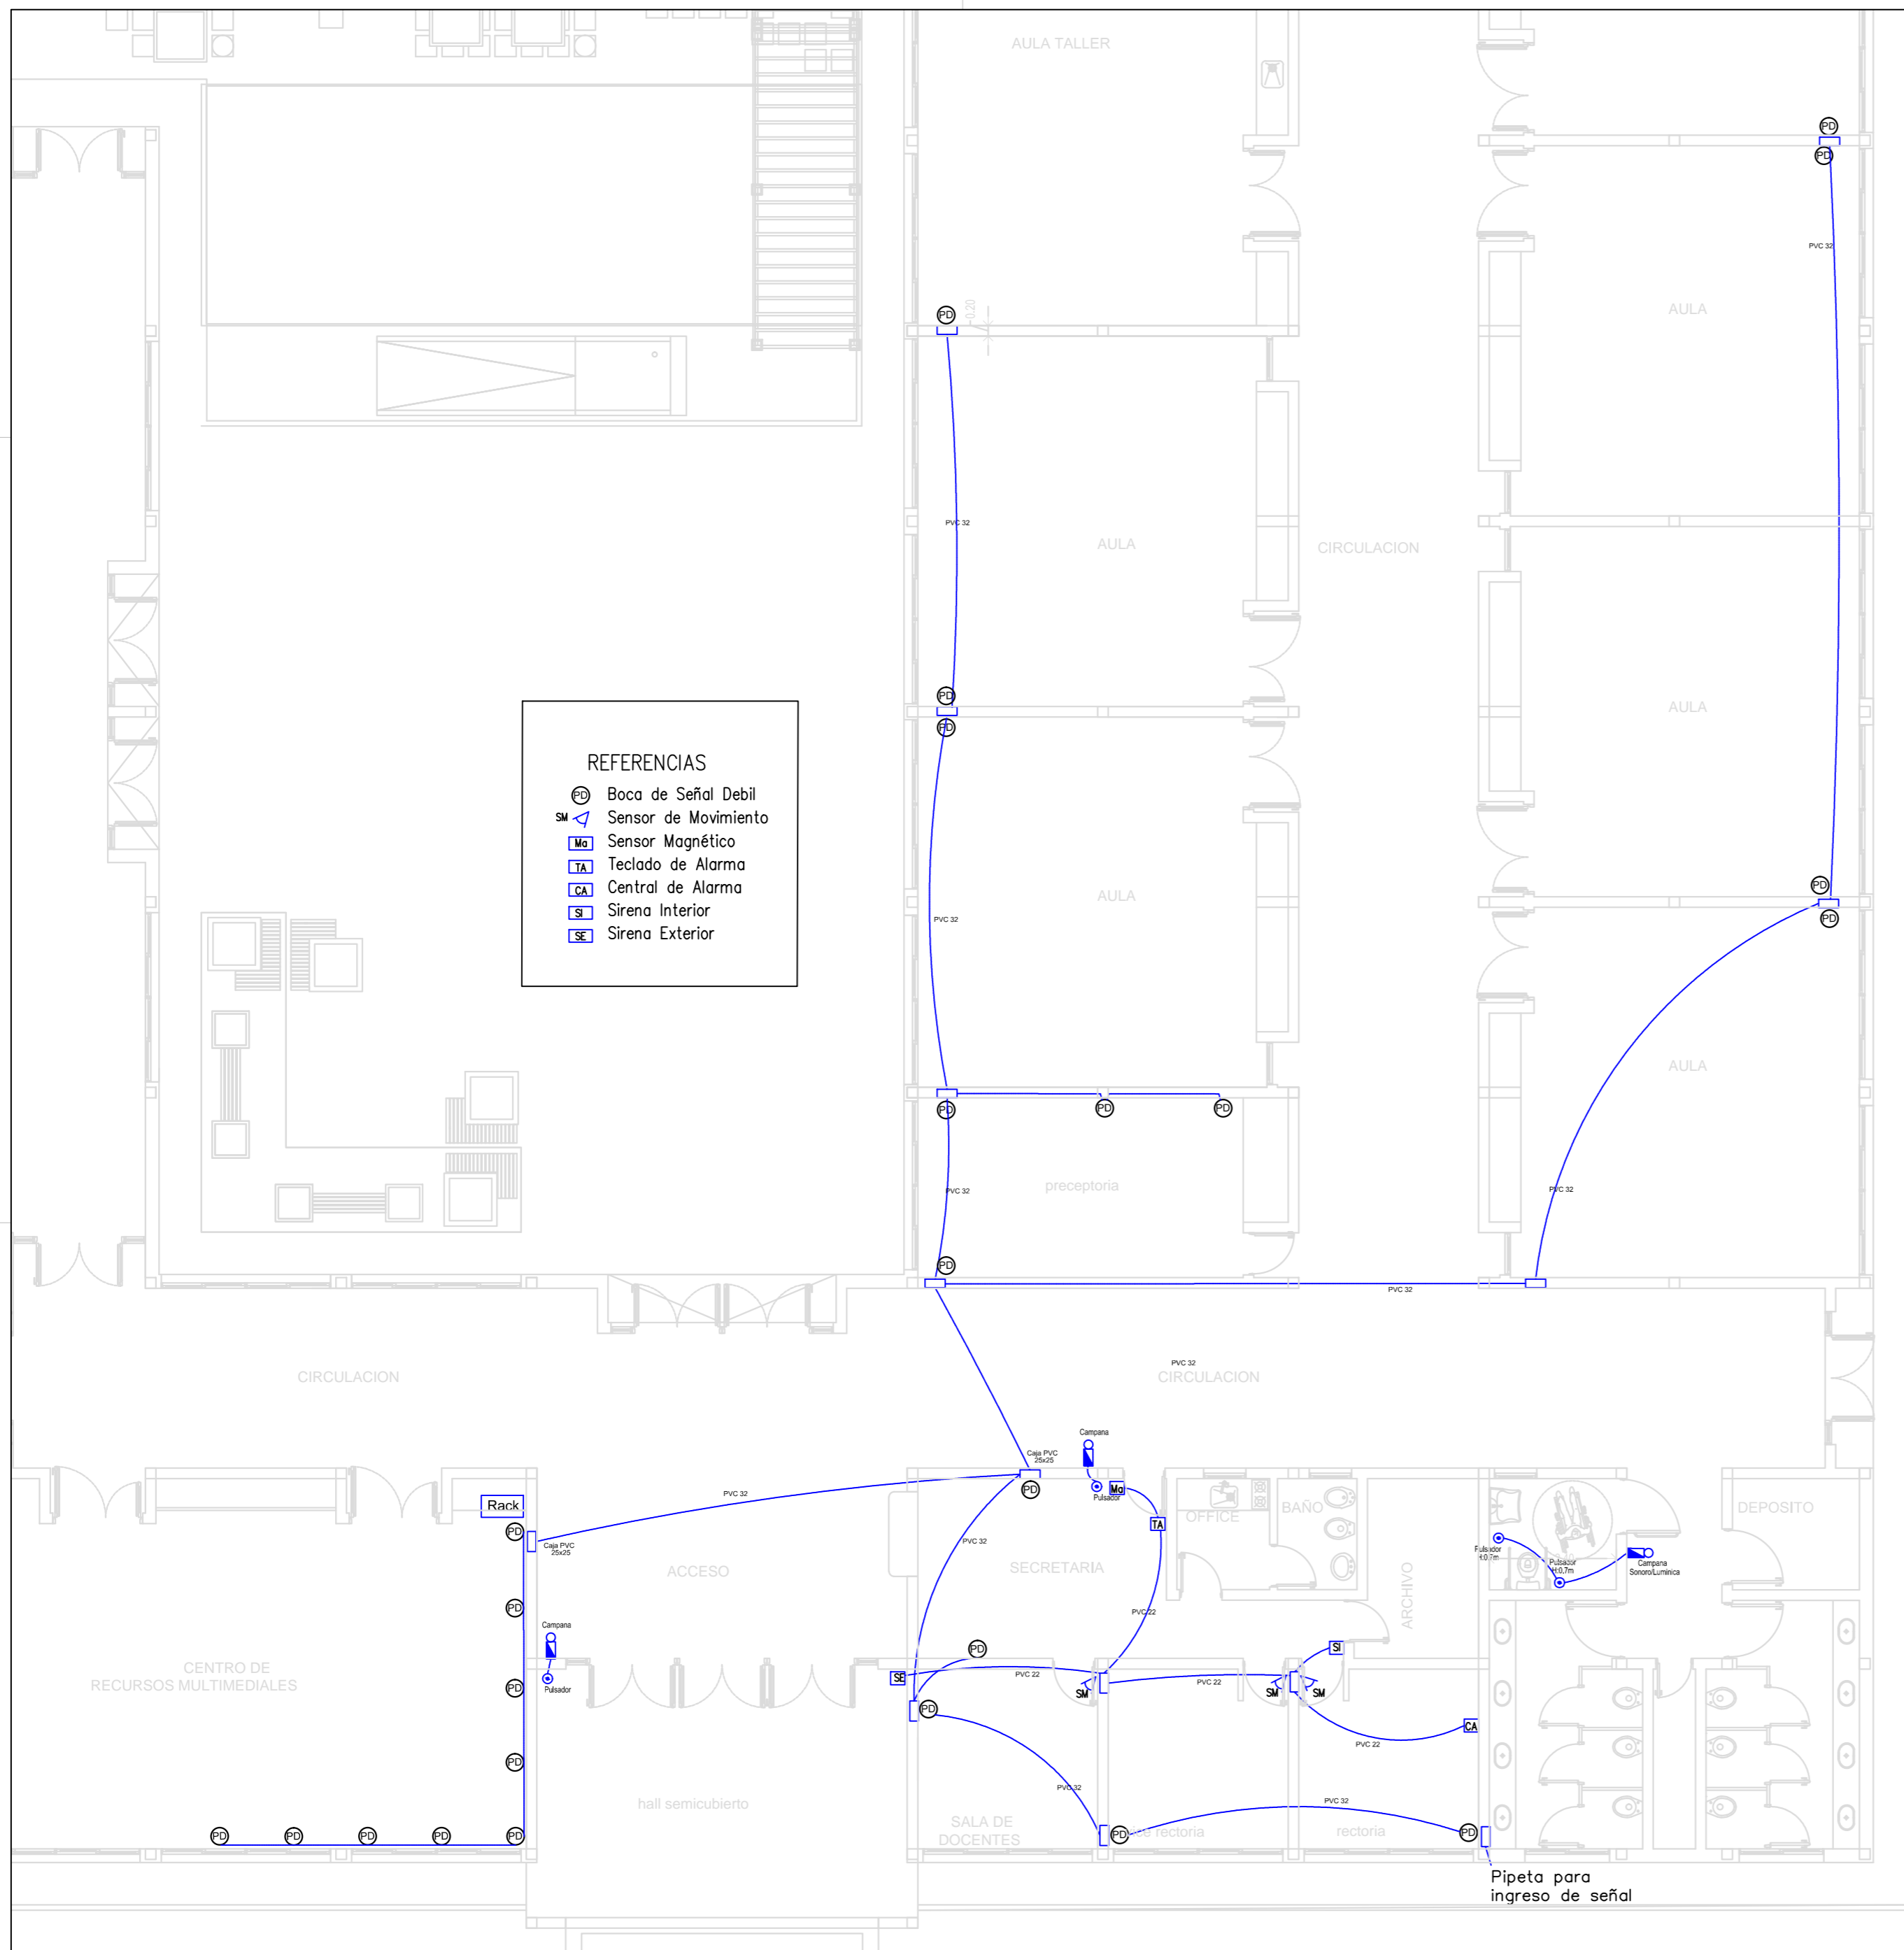 AULA TALLER
PD
PD
PVC 32
AULA
PD
0.20
PVC 32
AULA
CIRCULACION
PD
PD
AULA
REFERENCIAS
PD Boca de Señal Debil
SM Sensor de Movimiento
Ma Sensor Magnético
TA Teclado de Alarma
CA Central de Alarma
SI Sirena Interior
SE Sirena Exterior
PD
PD
AULA
PVC 32
AULA
PD
PD
PD
preceptoria
PVC 32
PVC 32
PD
PVC 32
PVC 32
CIRCULACION
CIRCULACION
Campana
Caja PVC
25x25
PD
Pulsador
Ma
PVC 32
Rack
PD
Caja PVC
25x25
TA
OFFICE
BAÑO
DEPOSITO
PVC 32
Pulsador
H:0,7m
Pulsador
H:0,7m
Campana
Sonoro/Luminica
ACCESO
SECRETARIA
ARCHIVO
PD
PVC 22
Campana
Pulsador
PD
SI
CENTRO DE
RECURSOS MULTIMEDIALES
SE
PVC 22
PVC 22
SM
SM
SM
PD
PD
CA
PVC 22
PD
PVC 32
PVC 32
hall semicubierto
SALA DE
DOCENTES
PD
rectoria
rectoria
PD
PD
PD
PD
PD
PD
Pipeta para
ingreso de señal